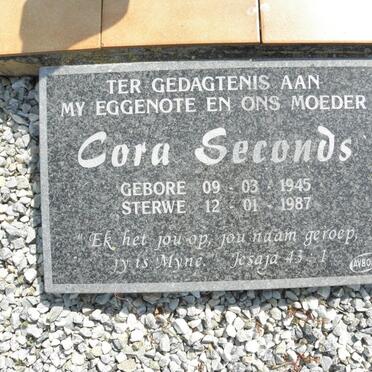 TER GEDAGTENIS AAN
MY EGGENOTE EN ONS MOEDER
Cora Seconds
GEBORE 09 - 03 - 1945
STERWE 12 - 01 - 1987
"Ek het jou op, jou naam geroep,
jy is Myne." Jesaja 43 : 1